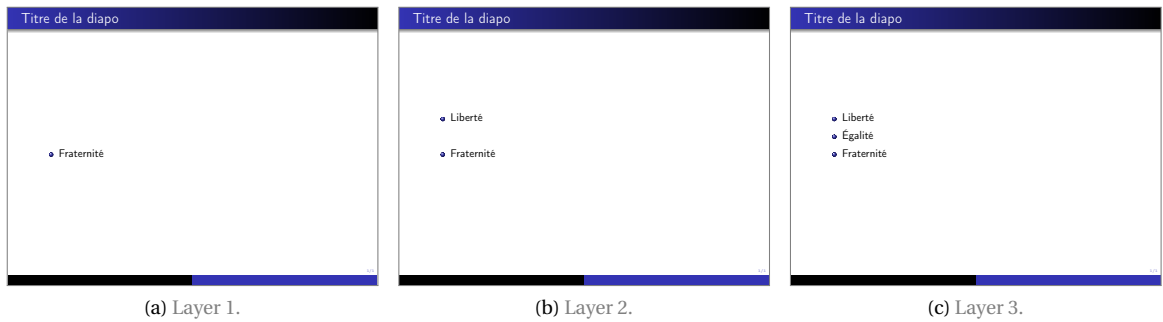 Titre de la diapo
Fraternité
(a) Layer 1.
Titre de la diapo
Liberté
Fraternité
(b) Layer 2.
Titre de la diapo
Liberté
Égalité
Fraternité
(c) Layer 3.